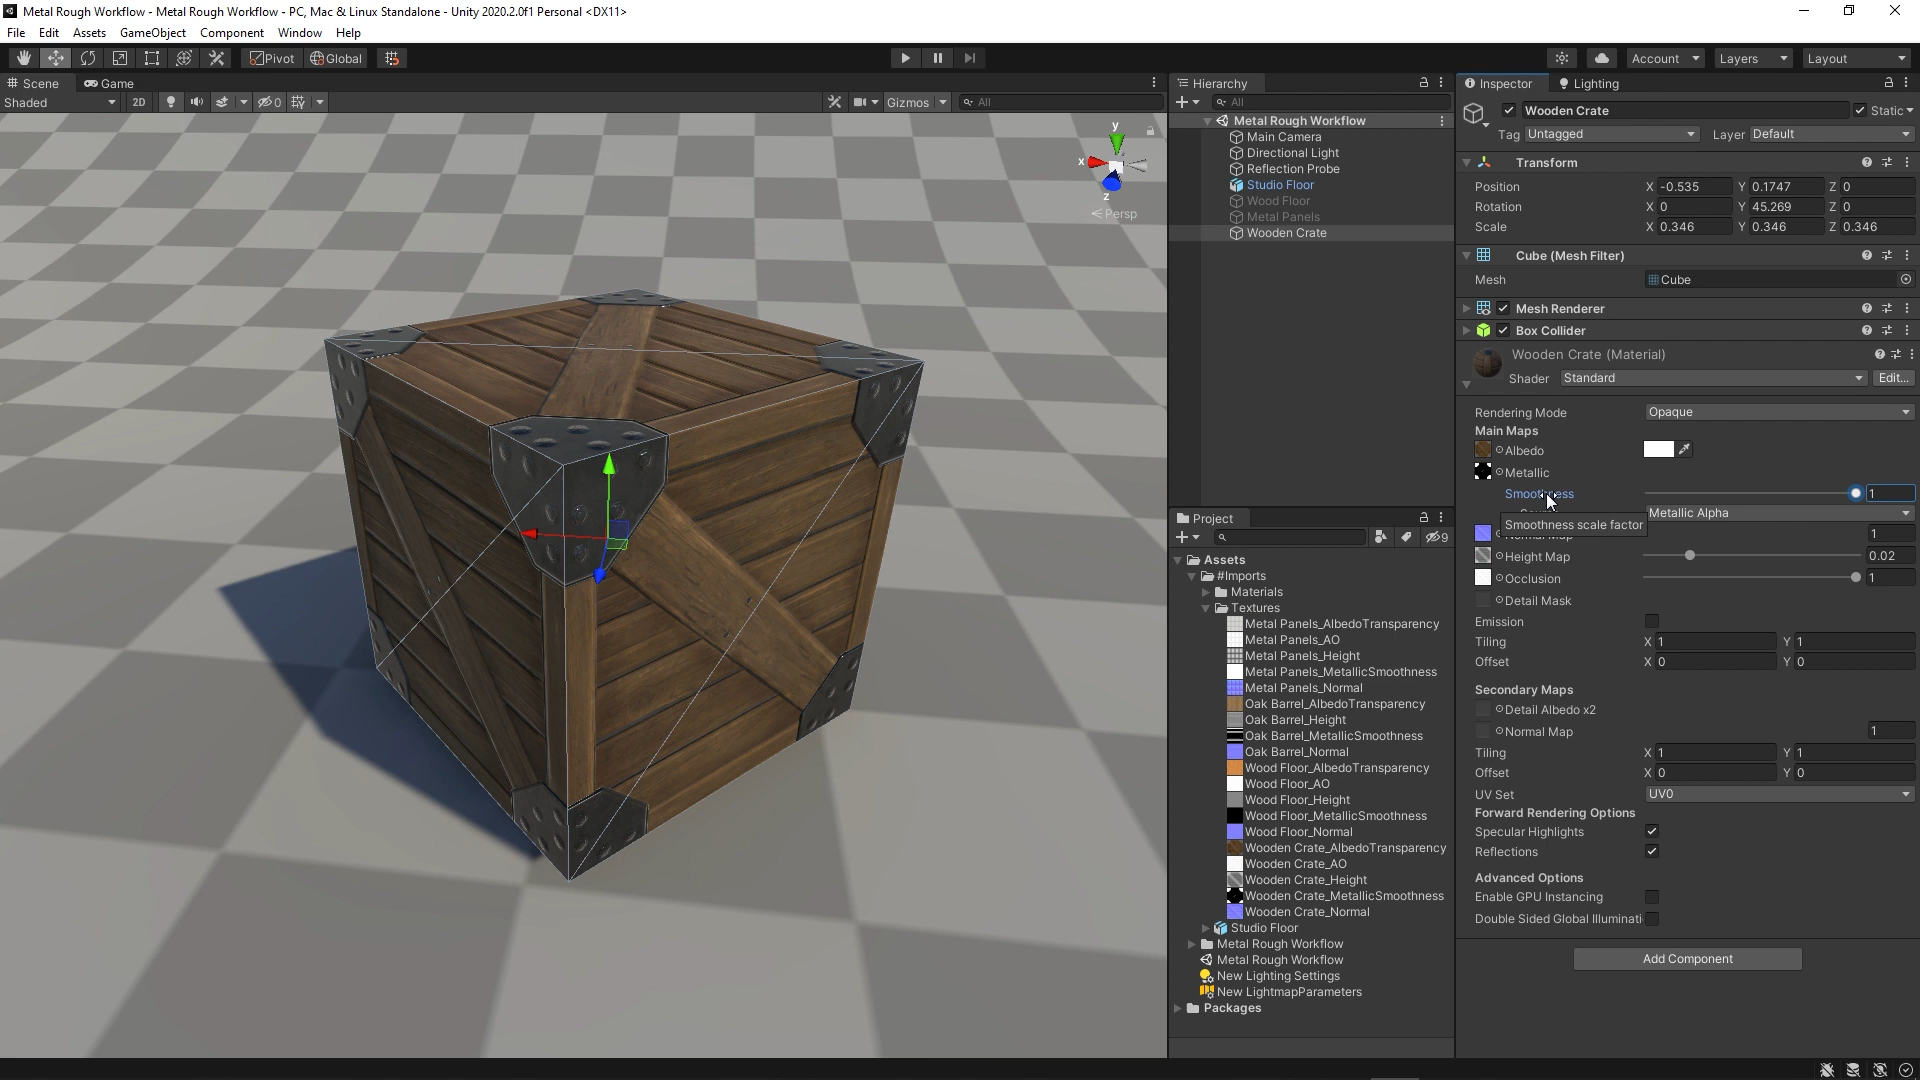 Metal Rough Workflow - Metal Rough Workflow - PC, Mac & Linux Standalone - Unity 2020.2.0f1 Personal <DX11>
File Edit Assets GameObject Component Window Help
Pivot Global Account Layers Layout
Scene Game
Shaded 2D 0 Gizmos All
y
x
z
Persp
Hierarchy
All
Metal Rough Workflow
Main Camera
Directional Light
Reflection Probe
Studio Floor
Wood Floor
Metal Panels
Wooden Crate
Project
9
Assets
#Imports
Materials
Textures
Metal Panels_AlbedoTransparency
Metal Panels_AO
Metal Panels_Height
Metal Panels_MetallicSmoothness
Metal Panels_Normal
Oak Barrel_AlbedoTransparency
Oak Barrel_Height
Oak Barrel_MetallicSmoothness
Oak Barrel_Normal
Wood Floor_AlbedoTransparency
Wood Floor_AO
Wood Floor_Height
Wood Floor_MetallicSmoothness
Wood Floor_Normal
Wooden Crate_AlbedoTransparency
Wooden Crate_AO
Wooden Crate_Height
Wooden Crate_MetallicSmoothness
Wooden Crate_Normal
Studio Floor
Metal Rough Workflow
Metal Rough Workflow
New Lighting Settings
New LightmapParameters
Packages
Inspector Lighting
Wooden Crate Static
Tag Untagged Layer Default
Transform
Position X -0.535 Y 0.1747 Z 0
Rotation X 0 Y 45.269 Z 0
Scale X 0.346 Y 0.346 Z 0.346
Cube (Mesh Filter)
Mesh Cube
Mesh Renderer
Box Collider
Wooden Crate (Material)
Shader Standard Edit...
Rendering Mode Opaque
Main Maps
Albedo
Metallic
Smoothness 1
Metallic Alpha
Smoothness scale factor
Normal Map 1
Height Map 0.02
Occlusion 1
Detail Mask
Emission
Tiling X 1 Y 1
Offset X 0 Y 0
Secondary Maps
Detail Albedo x2
Normal Map 1
Tiling X 1 Y 1
Offset X 0 Y 0
UV Set UV0
Forward Rendering Options
Specular Highlights
Reflections
Advanced Options
Enable GPU Instancing
Double Sided Global Illuminati
Add Component